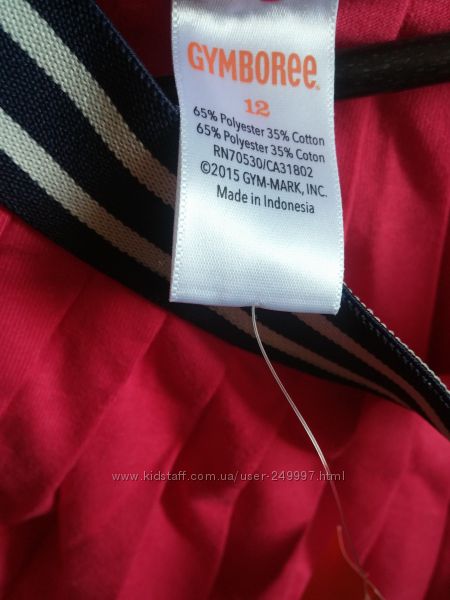 GYMBOREE
12
65% Polyester 35% Cotton
65% Polyester 35% Coton
RN70530/CA31802
©2015 GYM-MARK, INC.
Made in Indonesia
www.kidstaff.com.ua/user-249997.html